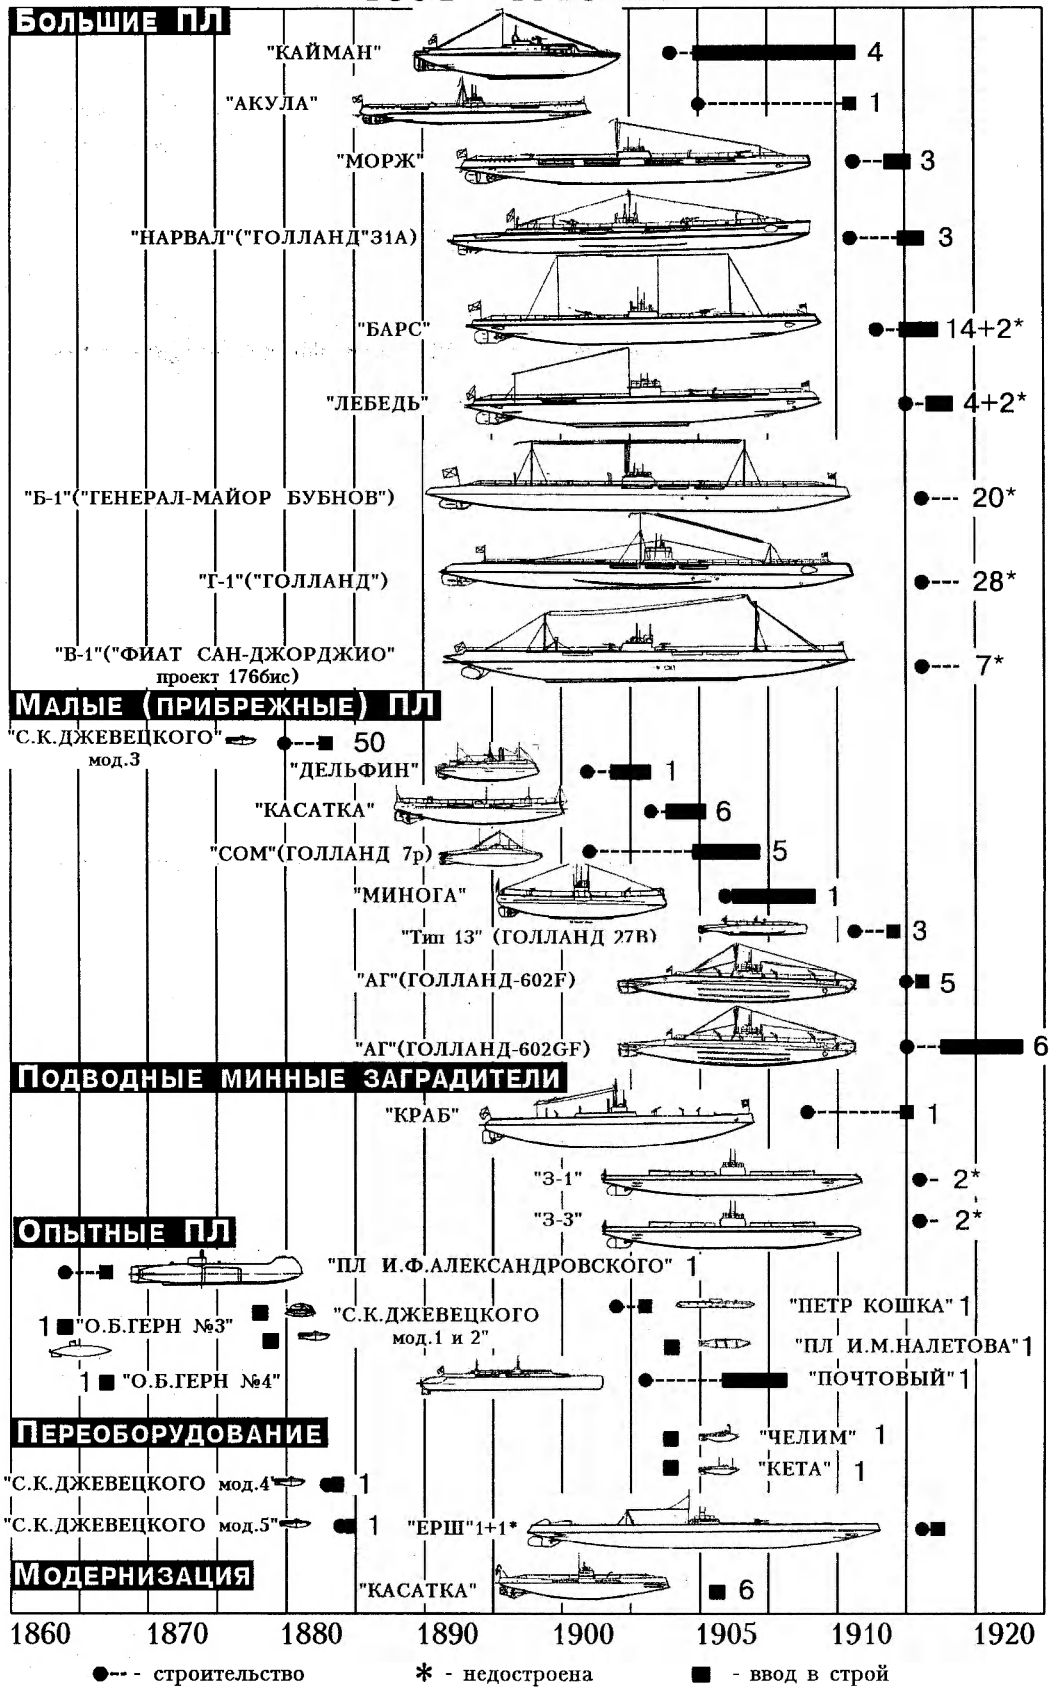 БОЛЬШИЕ ПЛ
"КАЙМАН" 4
"АКУЛА" 1
"МОРЖ" 3
"НАРВАЛ"("ГОЛЛАНД"31А) 3
"БАРС" 14+2*
"ЛЕБЕДЬ" 4+2*
"Б-1"("ГЕНЕРАЛ-МАЙОР БУБНОВ") 20*
"Г-1"("ГОЛЛАНД") 28*
"В-1"("ФИАТ САН-ДЖОРДЖИО" 7*
проект 176бис)
МАЛЫЕ (ПРИБРЕЖНЫЕ) ПЛ
"С.К.ДЖЕВЕЦКОГО" 50
мод.3
"ДЕЛЬФИН" 1
"КАСАТКА" 6
"СОМ"(ГОЛЛАНД 7р) 5
"МИНОГА" 1
"Тип 13" (ГОЛЛАНД 27В) 3
"АГ"(ГОЛЛАНД-602F) 5
"АГ"(ГОЛЛАНД-602GF) 6
ПОДВОДНЫЕ МИННЫЕ ЗАГРАДИТЕЛИ
"КРАБ" 1
"З-1" 2*
"З-3" 2*
ОПЫТНЫЕ ПЛ
"ПЛ И.Ф.АЛЕКСАНДРОВСКОГО" 1
"ПЕТР КОШКА" 1
1 "О.Б.ГЕРН №3"
"С.К.ДЖЕВЕЦКОГО
мод.1 и 2"
"ПЛ И.М.НАЛЕТОВА" 1
1 "О.Б.ГЕРН №4"
"ПОЧТОВЫЙ" 1
ПЕРЕОБОРУДОВАНИЕ
"ЧЕЛИМ" 1
"КЕТА" 1
"С.К.ДЖЕВЕЦКОГО мод.4" 1
"С.К.ДЖЕВЕЦКОГО мод.5" 1
"ЕРШ" 1+1*
МОДЕРНИЗАЦИЯ
"КАСАТКА" 6
1860 1870 1880 1890 1900 1905 1910 1920
- строительство * - недостроена - ввод в строй